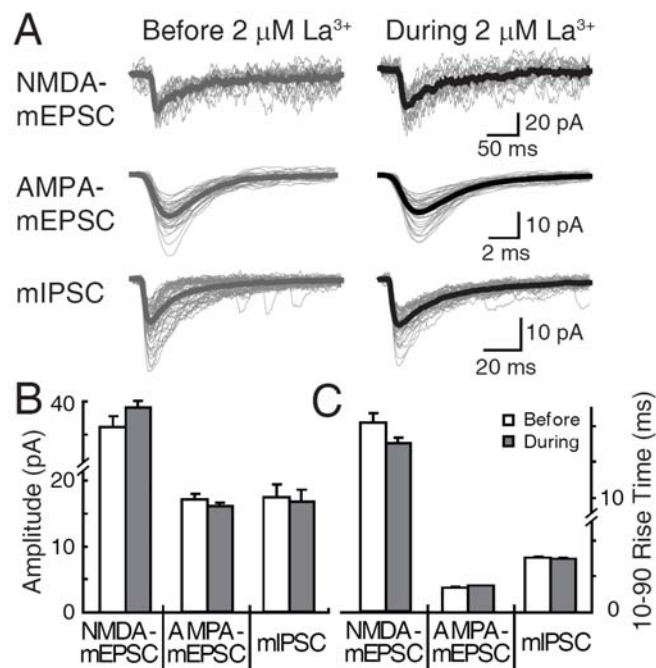 A
Before 2 μM La³⁺
During 2 μM La³⁺
NMDA-
mEPSC
20 pA
50 ms
AMPA-
mEPSC
10 pA
2 ms
mIPSC
10 pA
20 ms
B
Amplitude (pA)
40
20
10
0
NMDA-
mEPSC
AMPA-
mEPSC
mIPSC
C
Before
During
10-90 Rise Time (ms)
10
0
NMDA-
mEPSC
AMPA-
mEPSC
mIPSC